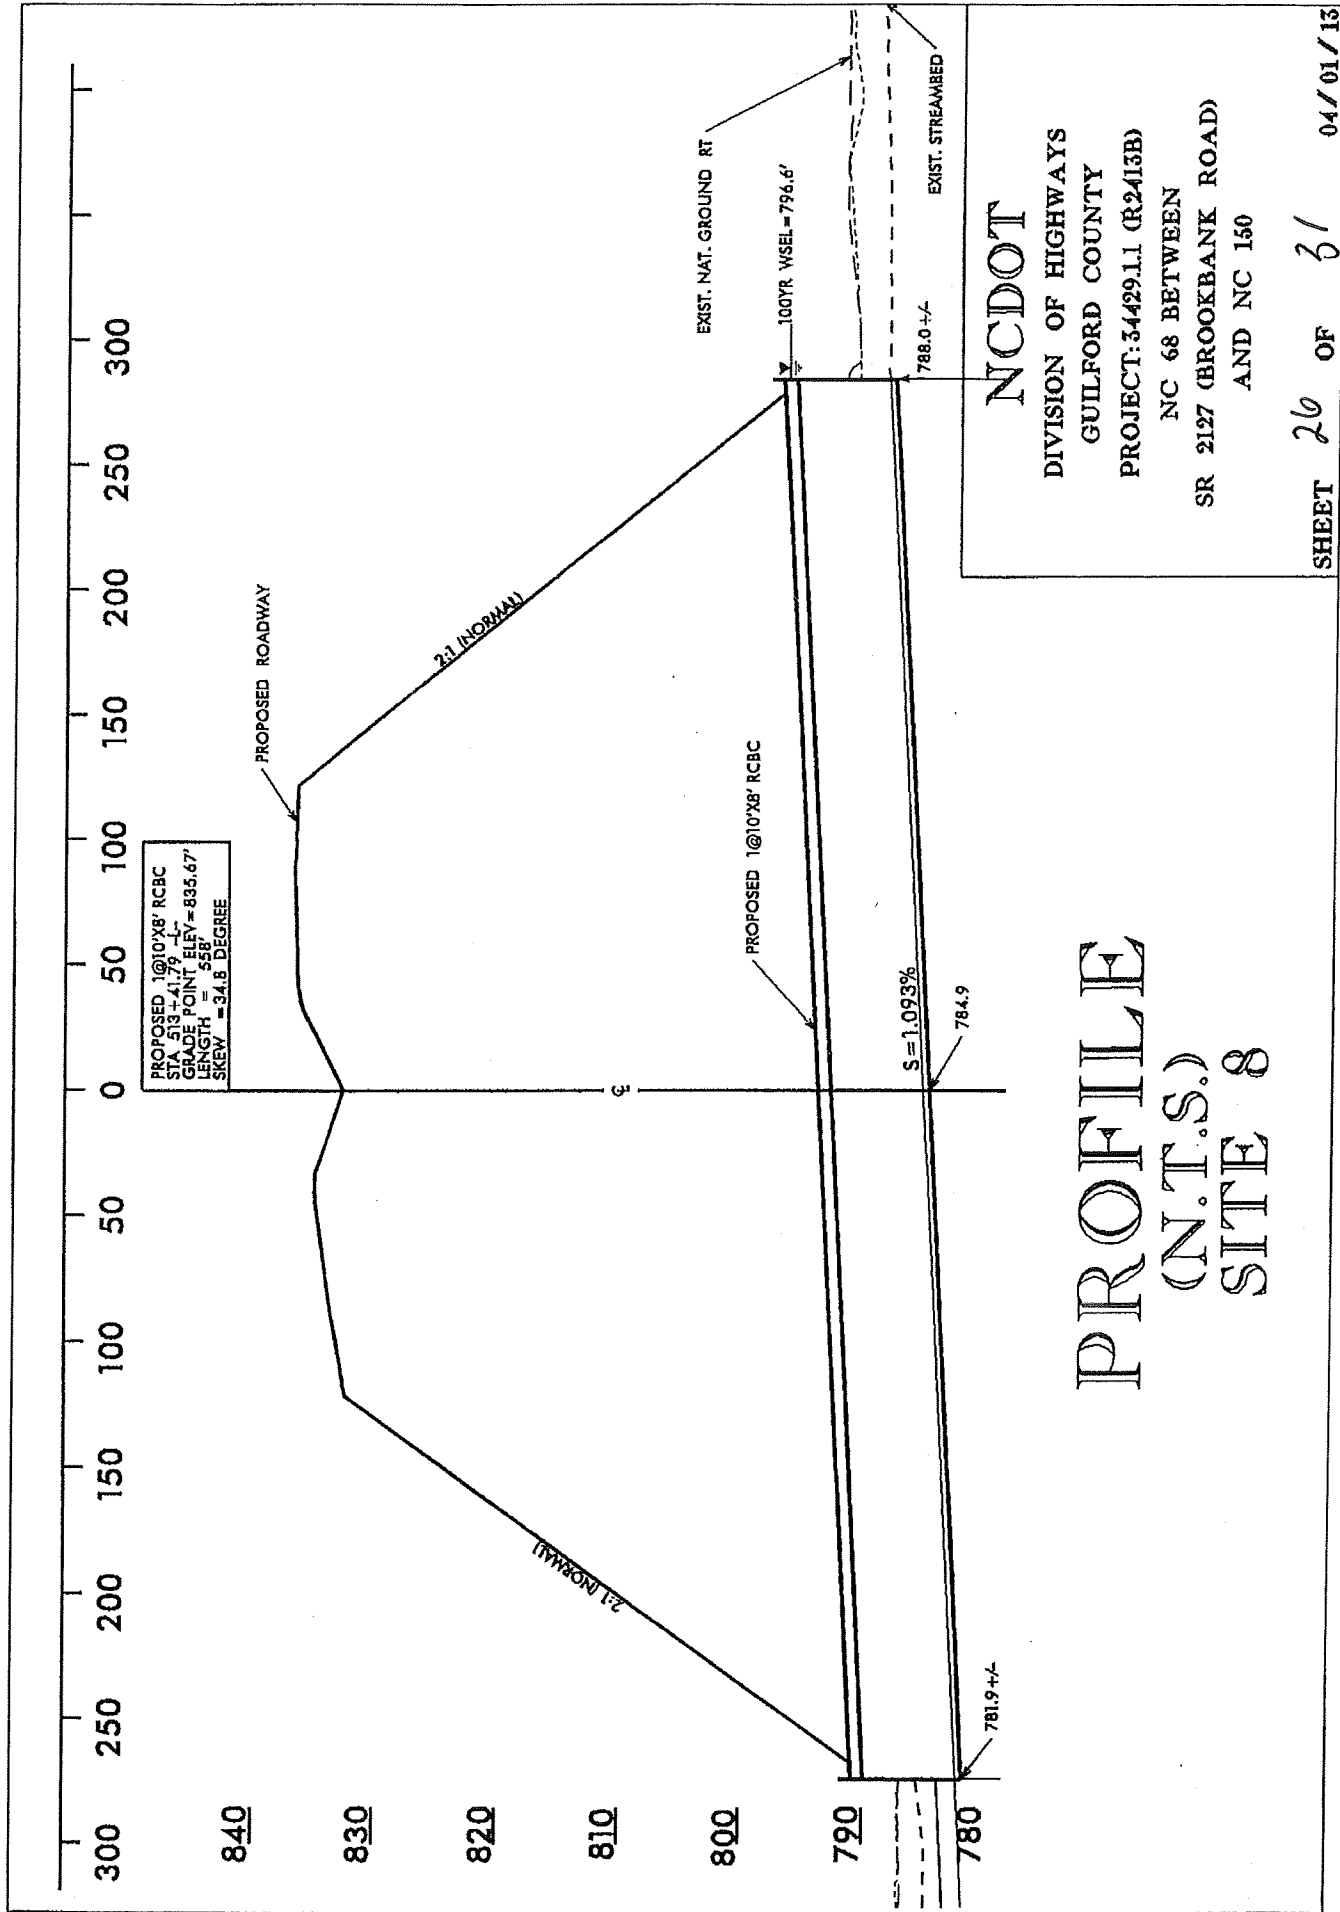 300 250 200 150 100 50 0 50 100 150 200 250 300
PROPOSED 1@10'X8' RCBC
STA 513+41.79 -L-
GRADE POINT ELEV=835.67'
LENGTH = 558'
SKEW =34.8 DEGREE
PROPOSED ROADWAY
840
830
820
810
800
790
780
2:1 (NORMAL)
2:1 (NORMAL)
EXIST. NAT. GROUND RT
100YR WSEL=796.6'
PROPOSED 1@10'X8' RCBC
S=1.093%
784.9
788.0+/-
781.9+/-
EXIST. STREAMBED
PROFILE
(N.T.S.)
SITE 8
NCDOT
DIVISION OF HIGHWAYS
GUILFORD COUNTY
PROJECT:34429.1.1 (R2413B)
NC 68 BETWEEN
SR 2127 (BROOKBANK ROAD)
AND NC 150
SHEET 26 OF 31 04/01/13